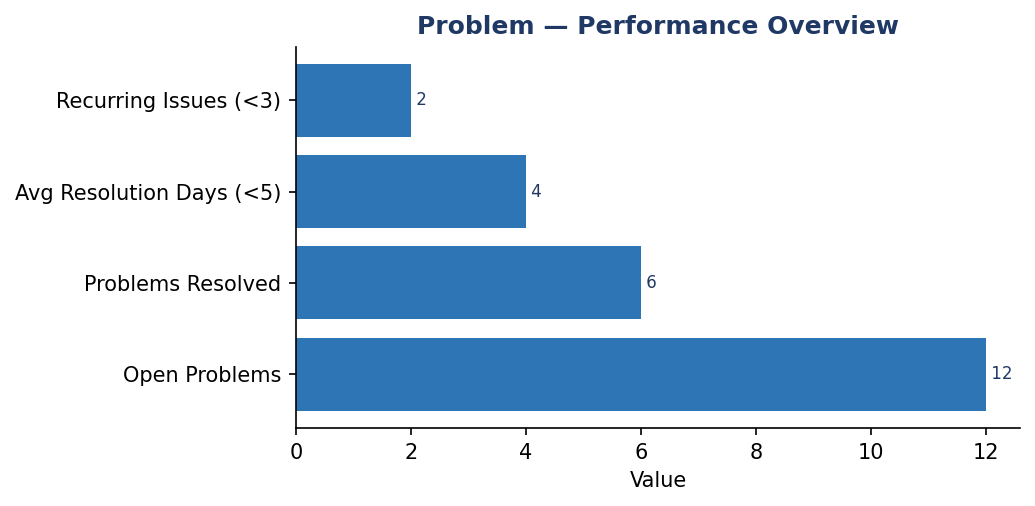 Problem — Performance Overview
Recurring Issues (<3)
2
Avg Resolution Days (<5)
4
Problems Resolved
6
Open Problems
12
0 2 4 6 8 10 12
Value